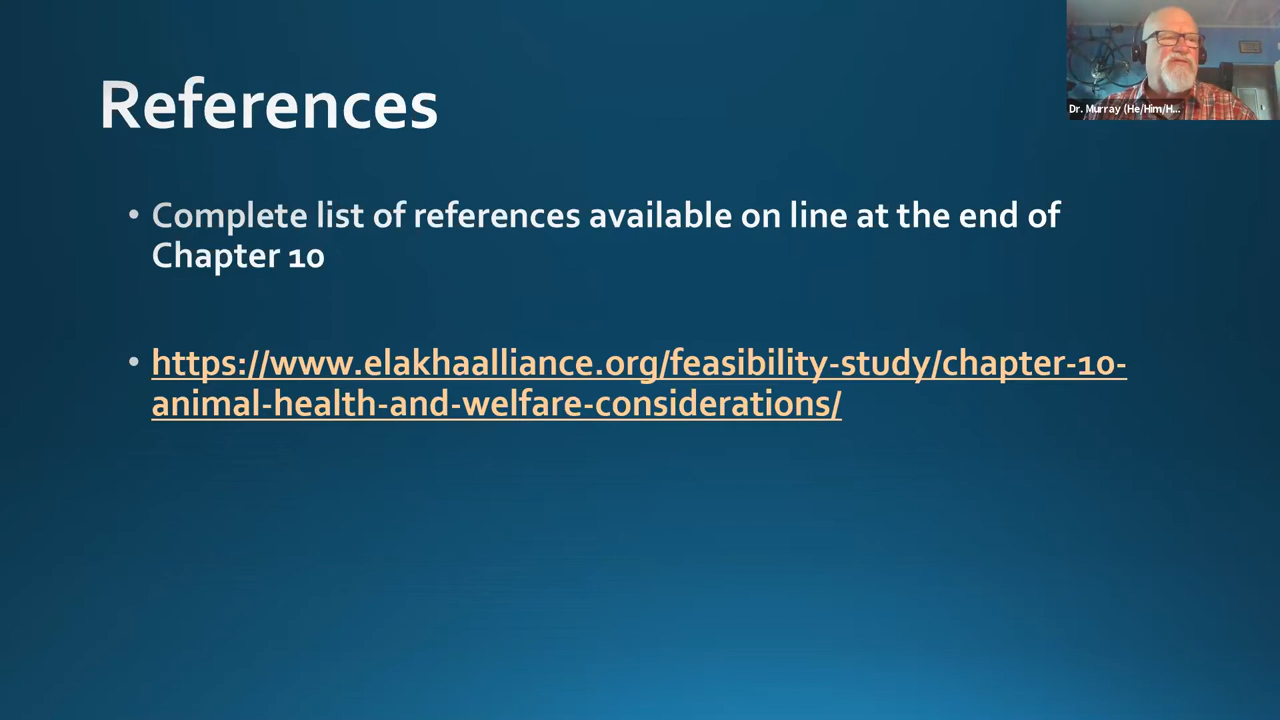 References
• Complete list of references available on line at the end of
Chapter 10
• https://www.elakhaalliance.org/feasibility-study/chapter-10-
animal-health-and-welfare-considerations/
Dr. Murray (He/Him/H...